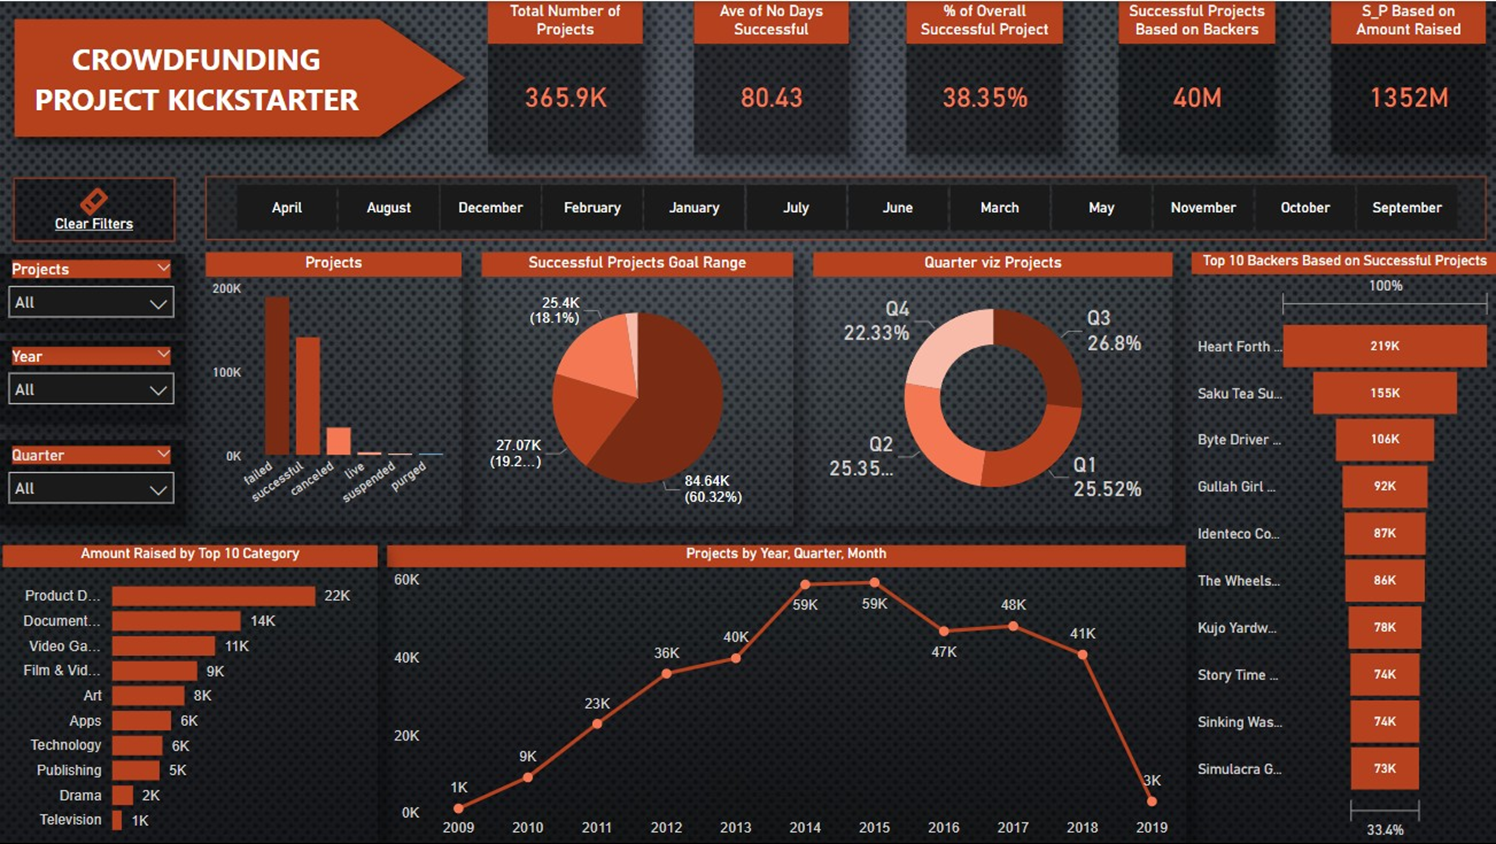 CROWDFUNDING
PROJECT KICKSTARTER
Total Number of
Projects
365.9K
Ave of No Days
Successful
80.43
% of Overall
Successful Project
38.35%
Successful Projects
Based on Backers
40M
S_P Based on
Amount Raised
1352M
Clear Filters
April August December February January July June March May November October September
Projects
All
Year
All
Quarter
All
Projects
200K
100K
0K
failed
successful
canceled
live
suspended
purged
Successful Projects Goal Range
25.4K
(18.1%)
27.07K
(19.2...)
84.64K
(60.32%)
Quarter viz Projects
Q4
22.33%
Q3
26.8%
Q2
25.35...
Q1
25.52%
Top 10 Backers Based on Successful Projects
100%
Heart Forth ... 219K
Saku Tea Su... 155K
Byte Driver ... 106K
Gullah Girl ... 92K
Identeco Co... 87K
The Wheels... 86K
Kujo Yardw... 78K
Story Time ... 74K
Sinking Was... 74K
Simulacra G... 73K
33.4%
Amount Raised by Top 10 Category
Product D... 22K
Document... 14K
Video Ga... 11K
Film & Vid... 9K
Art 8K
Apps 6K
Technology 6K
Publishing 5K
Drama 2K
Television 1K
Projects by Year, Quarter, Month
60K
40K
20K
0K
1K
9K
23K
36K
40K
59K
59K
47K
48K
41K
3K
2009 2010 2011 2012 2013 2014 2015 2016 2017 2018 2019